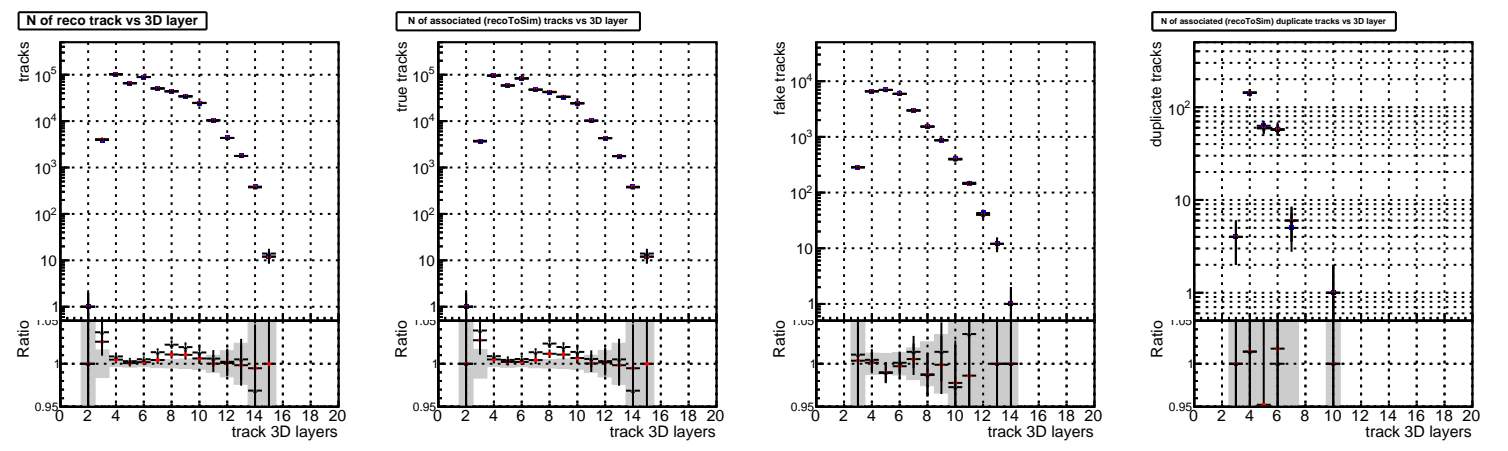 N of reco track vs 3D layer
tracks
10^5
10^4
10^3
10^2
10
1
Ratio
1.05
1
0.95
0 2 4 6 8 10 12 14 16 18 20
track 3D layers
N of associated (recoToSim) tracks vs 3D layer
true tracks
10^5
10^4
10^3
10^2
10
1
Ratio
1.05
1
0.95
0 2 4 6 8 10 12 14 16 18 20
track 3D layers
fake tracks
10^4
10^3
10^2
10
1
Ratio
1.05
1
0.95
0 2 4 6 8 10 12 14 16 18 20
track 3D layers
N of associated (recoToSim) duplicate tracks vs 3D layer
duplicate tracks
10^2
10
1
Ratio
1.05
1
0.95
0 2 4 6 8 10 12 14 16 18 20
track 3D layers